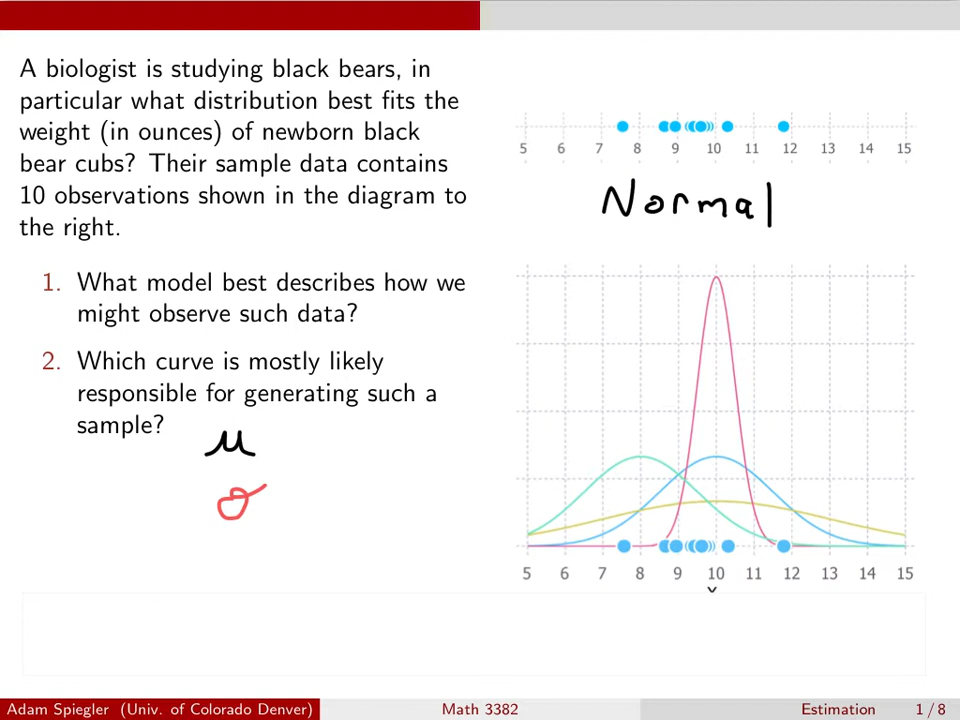 A biologist is studying black bears, in
particular what distribution best fits the
weight (in ounces) of newborn black
bear cubs? Their sample data contains
10 observations shown in the diagram to
the right.
1. What model best describes how we
might observe such data?
2. Which curve is mostly likely
responsible for generating such a
sample?
μ
σ
5 6 7 8 9 10 11 12 13 14 15
Normal
5 6 7 8 9 10 11 12 13 14 15
Adam Spiegler (Univ. of Colorado Denver) Math 3382 Estimation 1 / 8